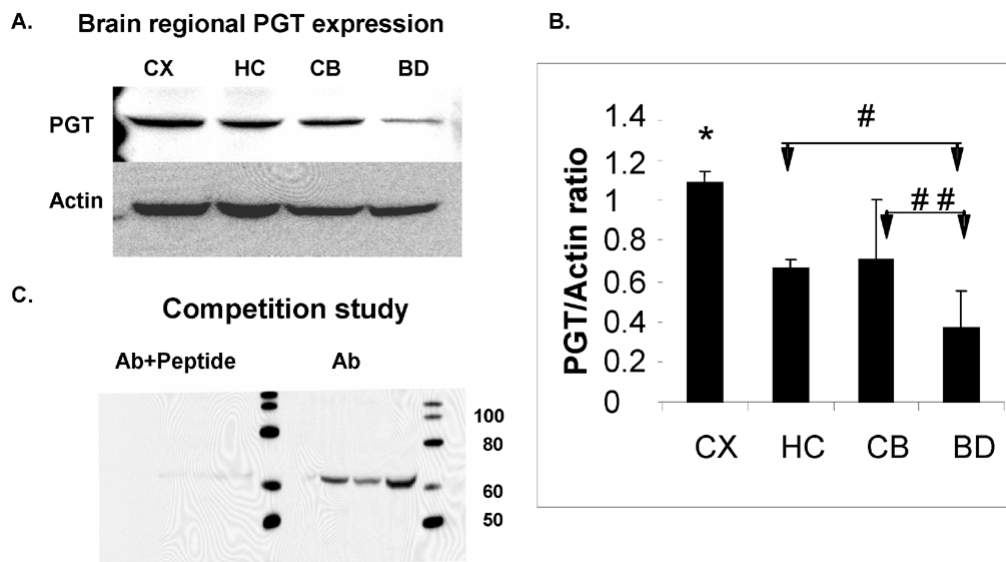 A. Brain regional PGT expression
CX HC CB BD
PGT
Actin
B.
PGT/Actin ratio
1.4
1.2
1
0.8
0.6
0.4
0.2
0
*
#
# #
CX HC CB BD
C. Competition study
Ab+Peptide Ab
100
80
60
50